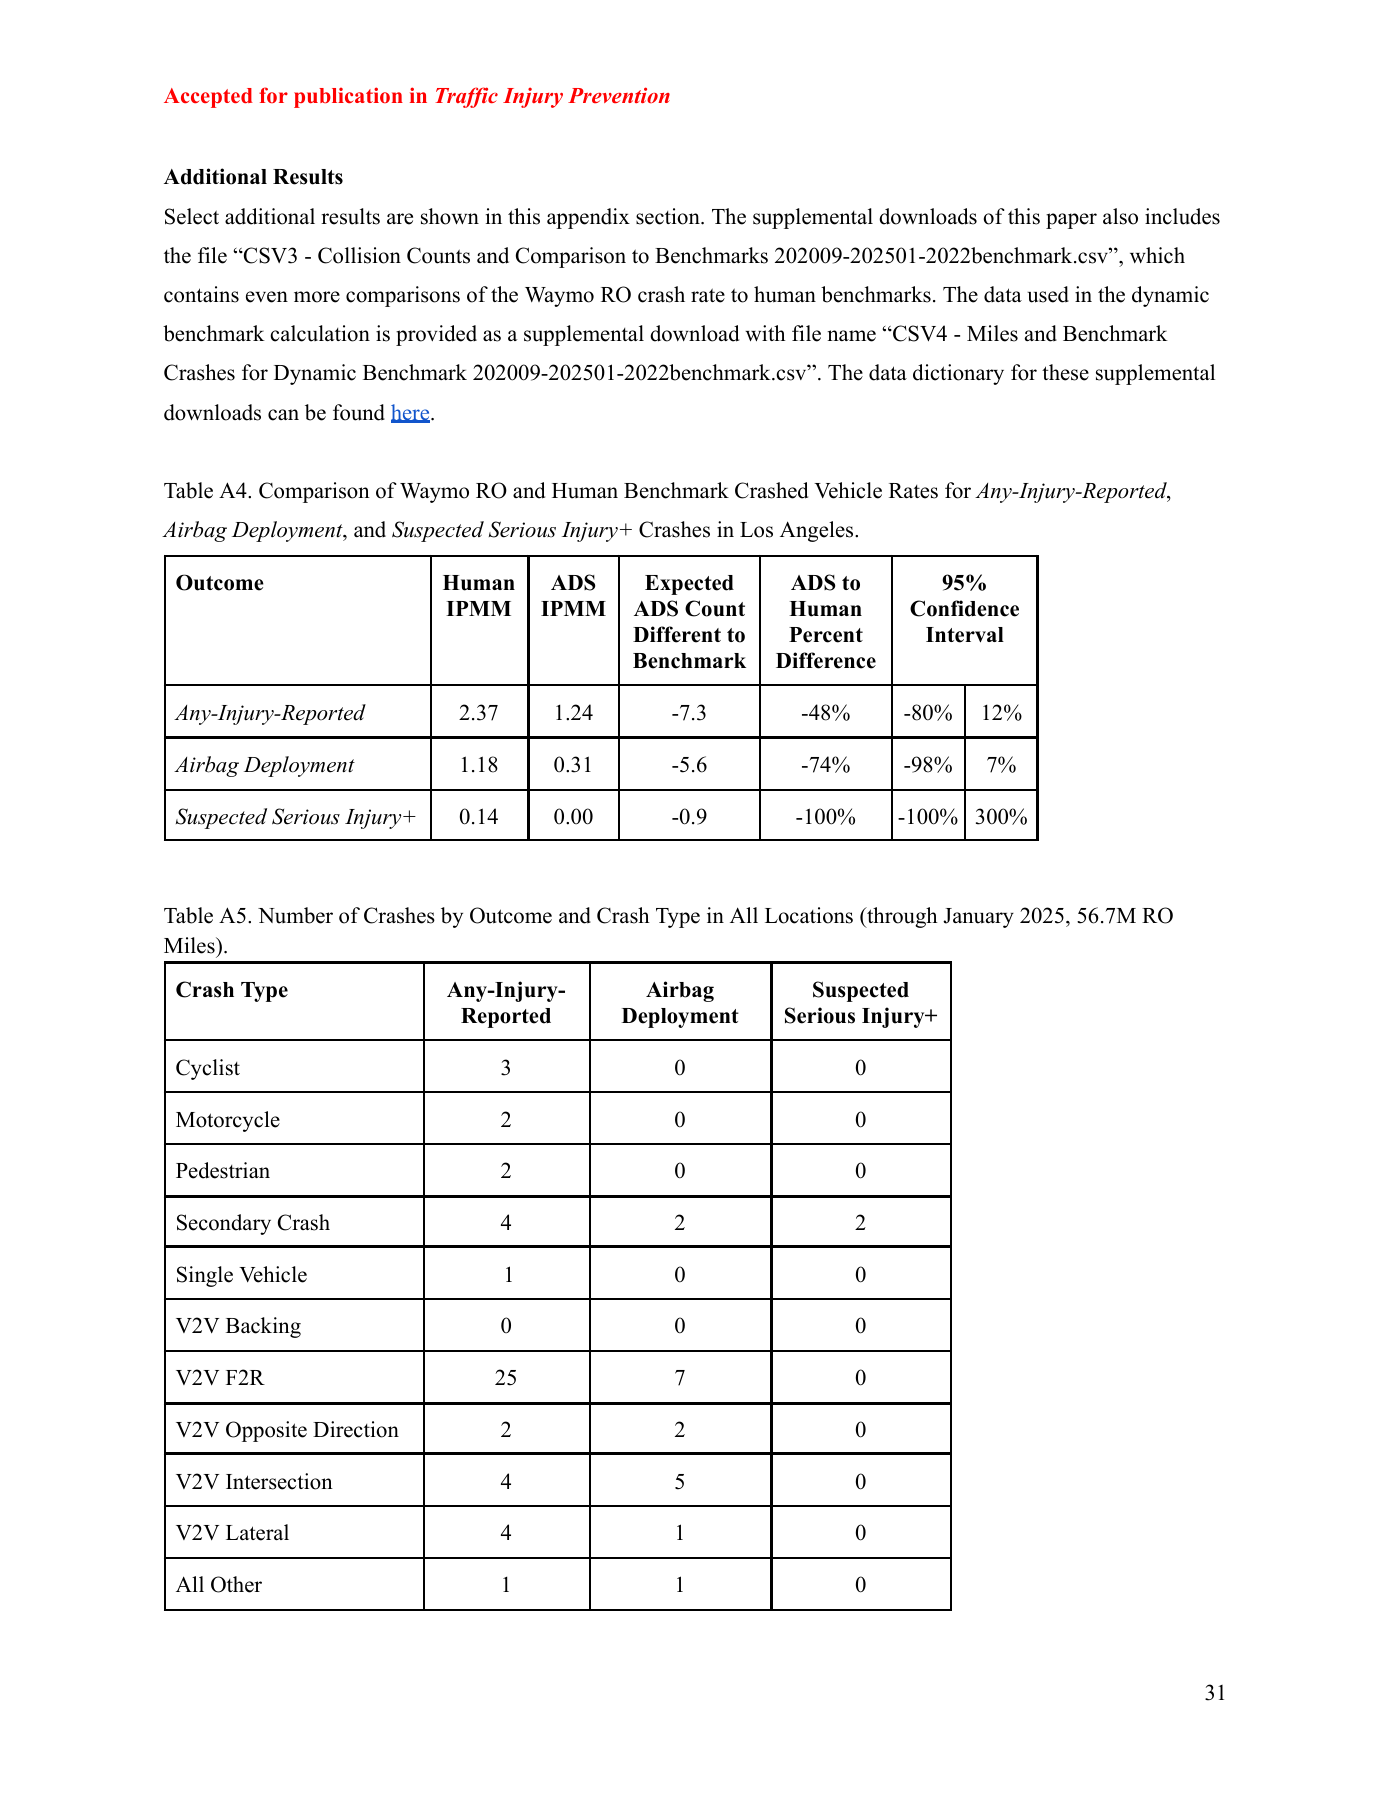 Accepted for publication in Traffic Injury Prevention
Additional Results
Select additional results are shown in this appendix section. The supplemental downloads of this paper also includes
the file “CSV3 - Collision Counts and Comparison to Benchmarks 202009-202501-2022benchmark.csv”, which
contains even more comparisons of the Waymo RO crash rate to human benchmarks. The data used in the dynamic
benchmark calculation is provided as a supplemental download with file name “CSV4 - Miles and Benchmark
Crashes for Dynamic Benchmark 202009-202501-2022benchmark.csv”. The data dictionary for these supplemental
downloads can be found here.
Table A4. Comparison of Waymo RO and Human Benchmark Crashed Vehicle Rates for Any-Injury-Reported,
Airbag Deployment, and Suspected Serious Injury+ Crashes in Los Angeles.
Outcome Human ADS Expected ADS to 95%
IPMM IPMM ADS Count Human Confidence
Different to Percent Interval
Benchmark Difference
Any-Injury-Reported 2.37 1.24 -7.3 -48% -80% 12%
Airbag Deployment 1.18 0.31 -5.6 -74% -98% 7%
Suspected Serious Injury+ 0.14 0.00 -0.9 -100% -100% 300%
Table A5. Number of Crashes by Outcome and Crash Type in All Locations (through January 2025, 56.7M RO
Miles).
Crash Type Any-Injury- Airbag Suspected
Reported Deployment Serious Injury+
Cyclist 3 0 0
Motorcycle 2 0 0
Pedestrian 2 0 0
Secondary Crash 4 2 2
Single Vehicle 1 0 0
V2V Backing 0 0 0
V2V F2R 25 7 0
V2V Opposite Direction 2 2 0
V2V Intersection 4 5 0
V2V Lateral 4 1 0
All Other 1 1 0
31